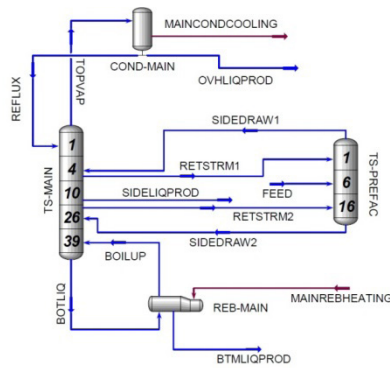 MAINCONDCOOLING
COND-MAIN
OVHLIQPROD
REFLUX
TOPVAP
SIDEDRAW1
TS-MAIN
1
4
10
26
39
RETSTRM1
SIDELIQPROD
FEED
RETSTRM2
SIDEDRAW2
TS-PREFAC
1
6
16
BOILUP
BOTLIQ
REB-MAIN
MAINREBHEATING
BTMLIQPROD